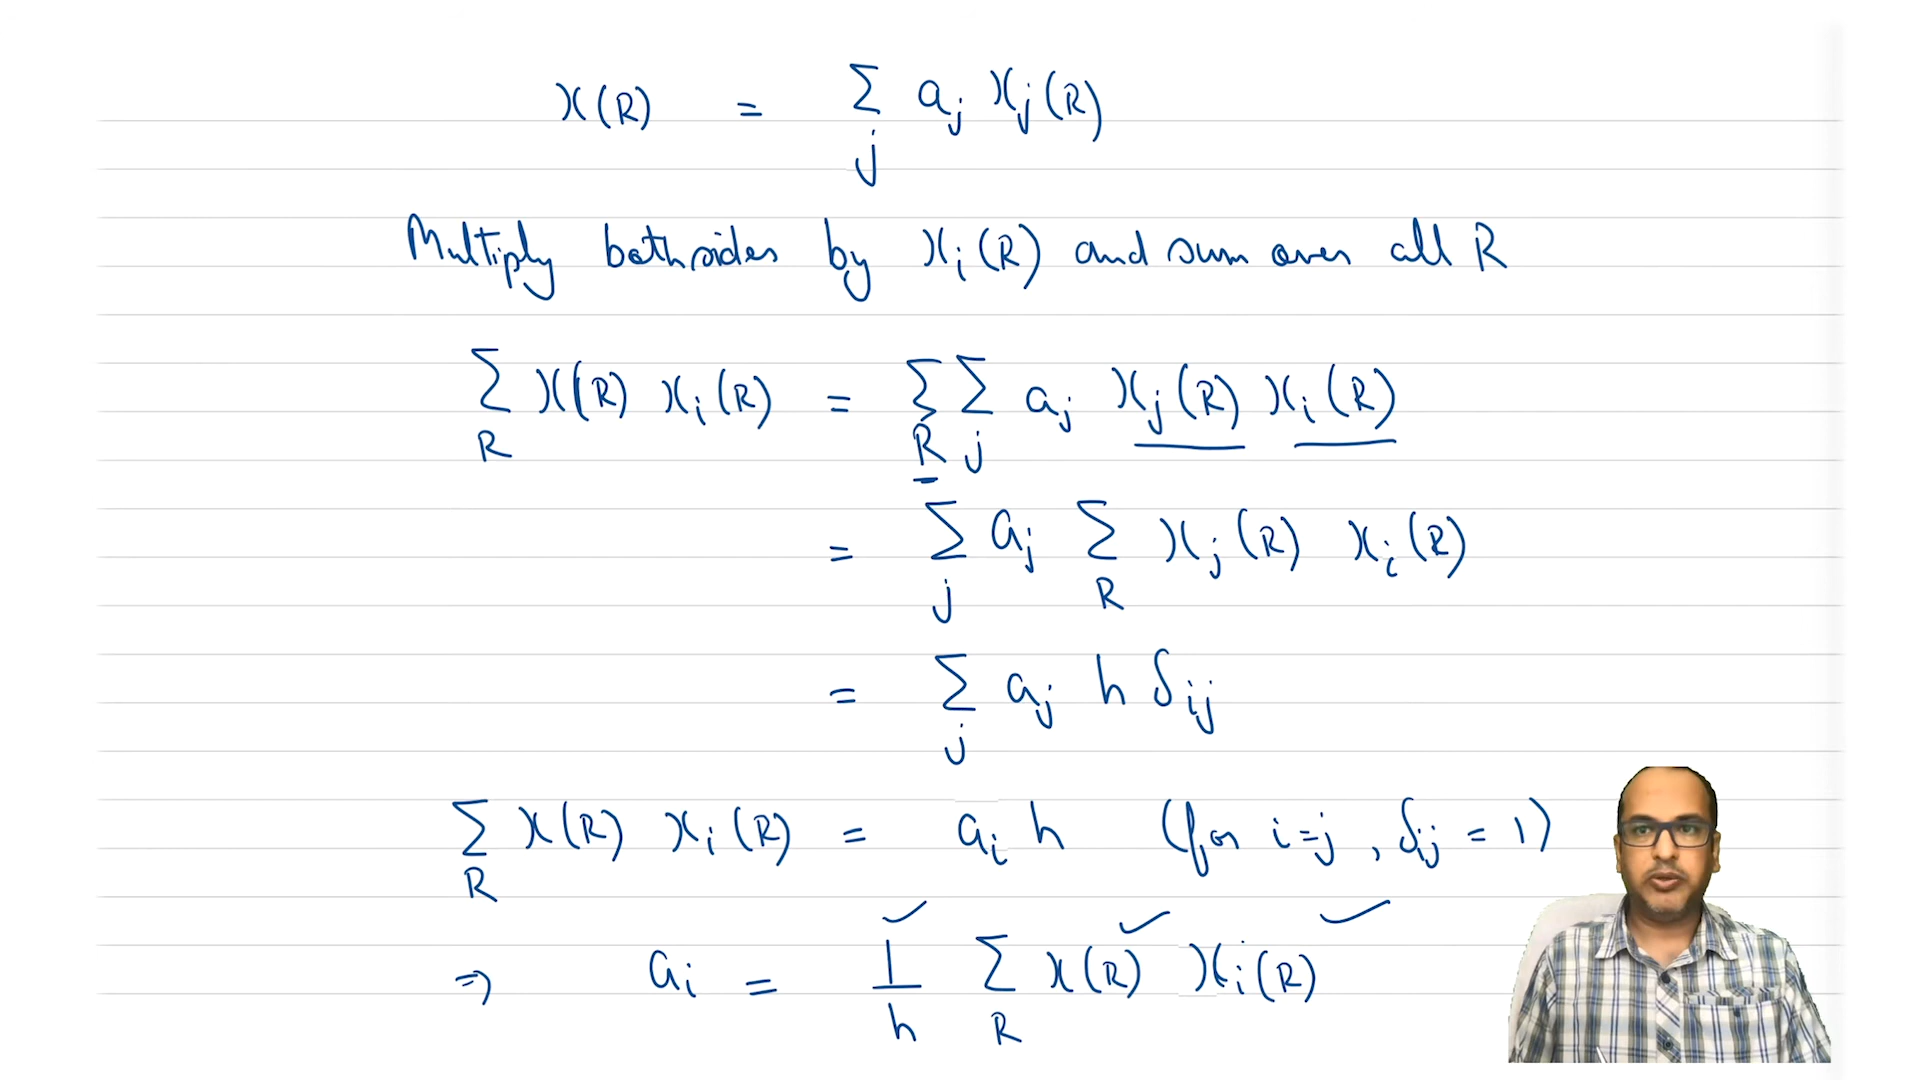 χ(R) = Σ_j a_j χ_j(R)
Multiply both sides by χ_i(R) and sum over all R
Σ_R χ(R) χ_i(R) = Σ_R Σ_j a_j χ_j(R) χ_i(R)
= Σ_j a_j Σ_R χ_j(R) χ_i(R)
= Σ_j a_j h δ_ij
Σ_R χ(R) χ_i(R) = a_i h (for i=j, δ_ij = 1)
⇒ a_i = 1/h Σ_R χ(R) χ_i(R)